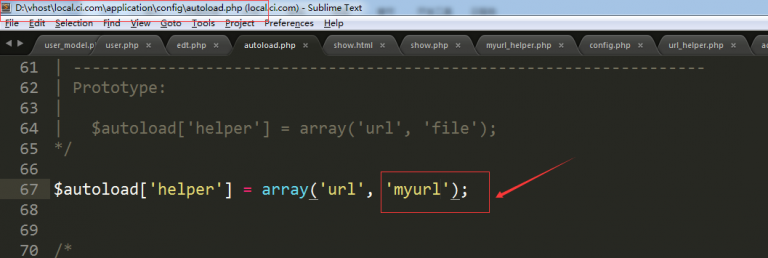 D:\vhost\local.ci.com\application\config\autoload.php (local.ci.com) - Sublime Text
File Edit Selection Find View Goto Tools Project Preferences Help
user_model.p user.php edt.php autoload.php show.html show.php myurl_helper.php config.php url_helper.php
61 | -------------------------------------------------------------------
62 | Prototype:
63 |
64 | $autoload['helper'] = array('url', 'file');
65 */
66
67 $autoload['helper'] = array('url', 'myurl');
68
69
70 /*